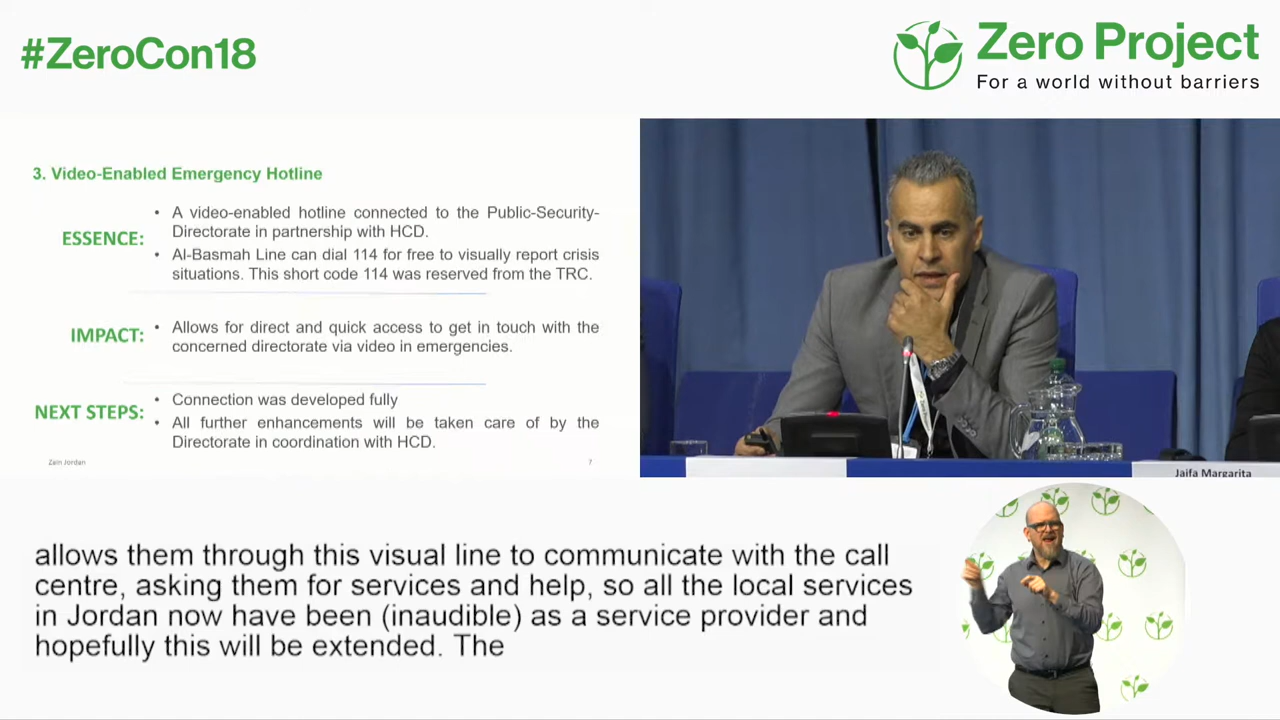 #ZeroCon18
Zero Project
For a world without barriers
3. Video-Enabled Emergency Hotline
ESSENCE:
• A video-enabled hotline connected to the Public-Security-
Directorate in partnership with HCD.
• Al-Basmah Line can dial 114 for free to visually report crisis
situations. This short code 114 was reserved from the TRC.
IMPACT:
• Allows for direct and quick access to get in touch with the
concerned directorate via video in emergencies.
NEXT STEPS:
• Connection was developed fully
• All further enhancements will be taken care of by the
Directorate in coordination with HCD.
Zain Jordan
7
Jaifa Margarita
allows them through this visual line to communicate with the call
centre, asking them for services and help, so all the local services
in Jordan now have been (inaudible) as a service provider and
hopefully this will be extended. The